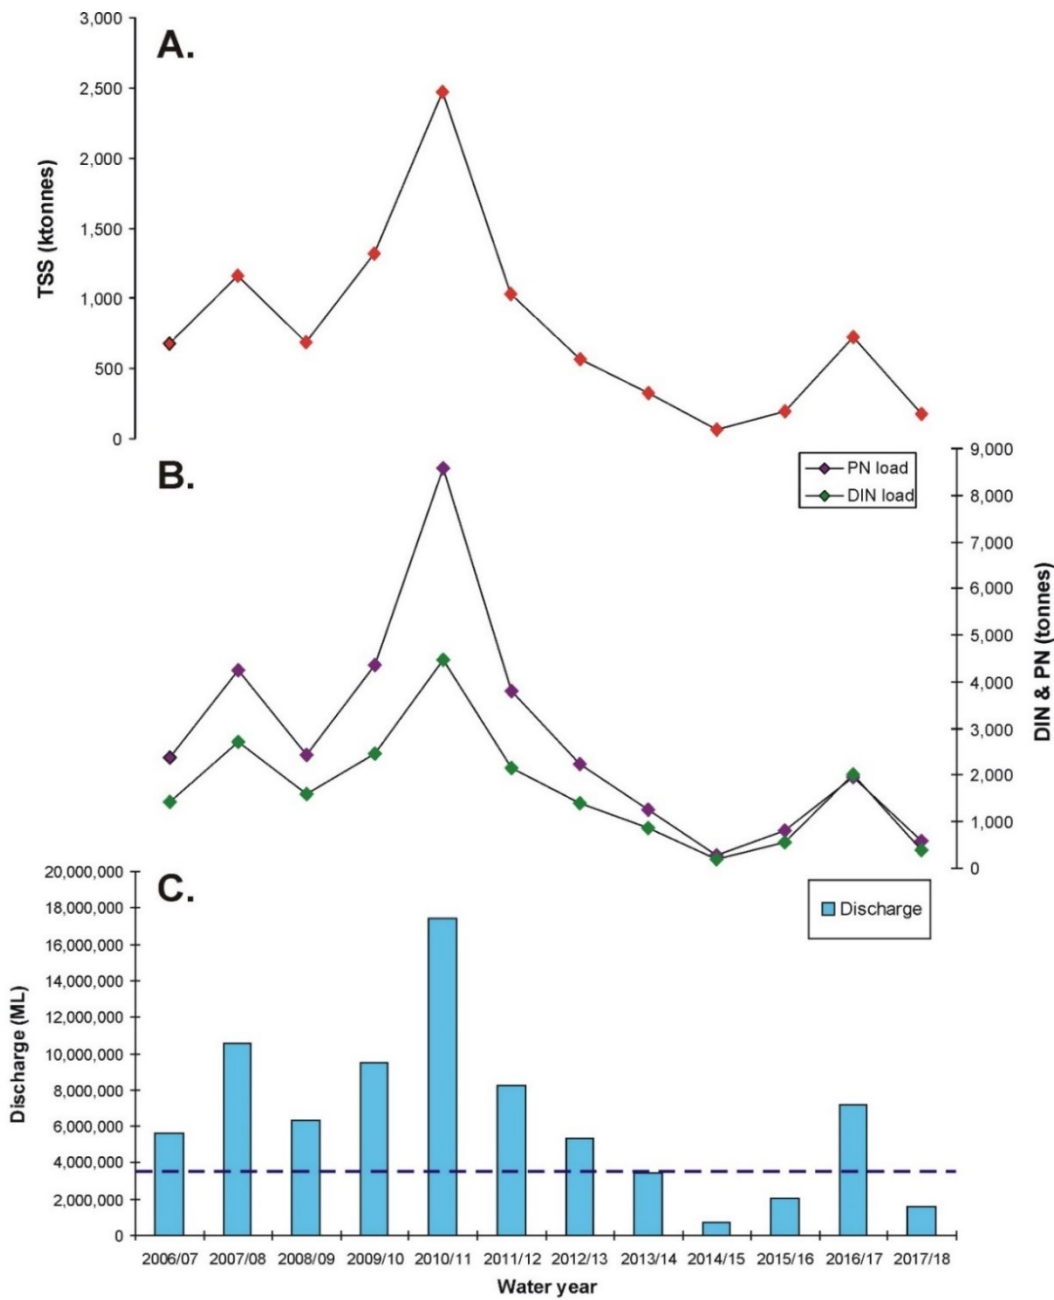 A.
3,000
2,500
2,000
1,500
1,000
500
0
TSS (ktonnes)
B.
PN load
DIN load
9,000
8,000
7,000
6,000
5,000
4,000
3,000
2,000
1,000
0
DIN & PN (tonnes)
C.
Discharge
20,000,000
18,000,000
16,000,000
14,000,000
12,000,000
10,000,000
8,000,000
6,000,000
4,000,000
2,000,000
0
Discharge (ML)
2006/07 2007/08 2008/09 2009/10 2010/11 2011/12 2012/13 2013/14 2014/15 2015/16 2016/17 2017/18
Water year